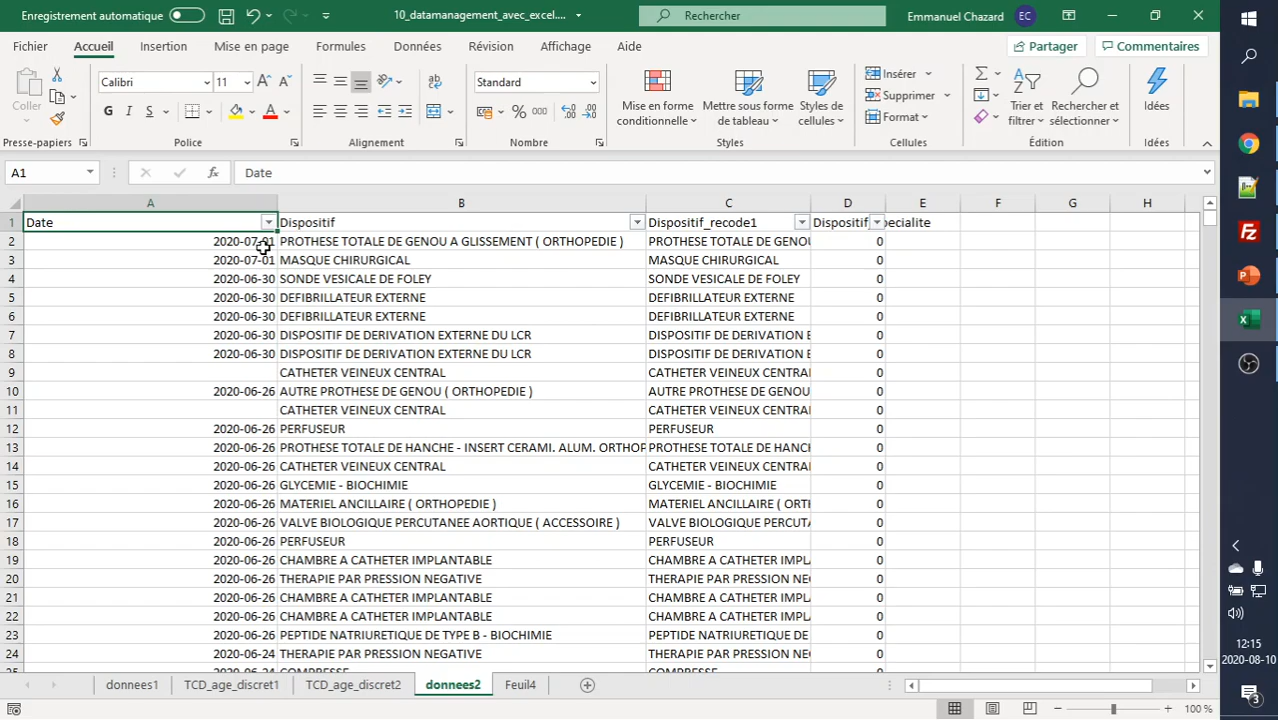 Enregistrement automatique 10_datamanagement_avec_excel.... Rechercher Emmanuel Chazard EC
Fichier Accueil Insertion Mise en page Formules Données Révision Affichage Aide Partager Commentaires
Coller Calibri 11 Standard Mise en forme conditionnelle Mettre sous forme de tableau Styles de cellules Insérer Supprimer Format Trier et filtrer Rechercher et sélectionner Idées
G I S % 000
Presse-papiers Police Alignement Nombre Styles Cellules Édition Idées
A1 fx Date
A B C D E F G H
1 Date Dispositif Dispositif_recode1 Dispositif_ pecialite
2 2020-07-01 PROTHESE TOTALE DE GENOU A GLISSEMENT ( ORTHOPEDIE ) PROTHESE TOTALE DE GENOU 0
3 2020-07-01 MASQUE CHIRURGICAL MASQUE CHIRURGICAL 0
4 2020-06-30 SONDE VESICALE DE FOLEY SONDE VESICALE DE FOLEY 0
5 2020-06-30 DEFIBRILLATEUR EXTERNE DEFIBRILLATEUR EXTERNE 0
6 2020-06-30 DEFIBRILLATEUR EXTERNE DEFIBRILLATEUR EXTERNE 0
7 2020-06-30 DISPOSITIF DE DERIVATION EXTERNE DU LCR DISPOSITIF DE DERIVATION E 0
8 2020-06-30 DISPOSITIF DE DERIVATION EXTERNE DU LCR DISPOSITIF DE DERIVATION E 0
9 CATHETER VEINEUX CENTRAL CATHETER VEINEUX CENTRAL 0
10 2020-06-26 AUTRE PROTHESE DE GENOU ( ORTHOPEDIE ) AUTRE PROTHESE DE GENOU 0
11 CATHETER VEINEUX CENTRAL CATHETER VEINEUX CENTRAL 0
12 2020-06-26 PERFUSEUR PERFUSEUR 0
13 2020-06-26 PROTHESE TOTALE DE HANCHE - INSERT CERAMI. ALUM. ORTHOP PROTHESE TOTALE DE HANC 0
14 2020-06-26 CATHETER VEINEUX CENTRAL CATHETER VEINEUX CENTRAL 0
15 2020-06-26 GLYCEMIE - BIOCHIMIE GLYCEMIE - BIOCHIMIE 0
16 2020-06-26 MATERIEL ANCILLAIRE ( ORTHOPEDIE ) MATERIEL ANCILLAIRE ( ORT 0
17 2020-06-26 VALVE BIOLOGIQUE PERCUTANEE AORTIQUE ( ACCESSOIRE ) VALVE BIOLOGIQUE PERCUTA 0
18 2020-06-26 PERFUSEUR PERFUSEUR 0
19 2020-06-26 CHAMBRE A CATHETER IMPLANTABLE CHAMBRE A CATHETER IMPL 0
20 2020-06-26 THERAPIE PAR PRESSION NEGATIVE THERAPIE PAR PRESSION NE 0
21 2020-06-26 CHAMBRE A CATHETER IMPLANTABLE CHAMBRE A CATHETER IMPL 0
22 2020-06-26 CHAMBRE A CATHETER IMPLANTABLE CHAMBRE A CATHETER IMPL 0
23 2020-06-26 PEPTIDE NATRIURETIQUE DE TYPE B - BIOCHIMIE PEPTIDE NATRIURETIQUE DE 0
24 2020-06-24 THERAPIE PAR PRESSION NEGATIVE THERAPIE PAR PRESSION NE 0
25 2020-06-24 COMPRESSE COMPRESSE 0
donnees1 TCD_age_discret1 TCD_age_discret2 donnees2 Feuil4
100 %
12:15
2020-08-10
3